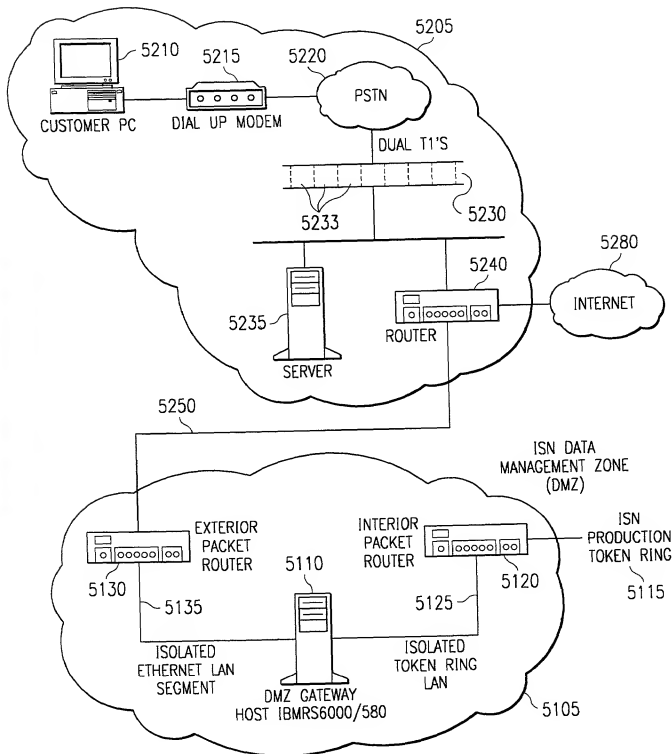 5205
5210
5215
5220
PSTN
CUSTOMER PC
DIAL UP MODEM
DUAL T1'S
5233
5230
5280
5240
INTERNET
5235
ROUTER
SERVER
5250
ISN DATA
MANAGEMENT ZONE
(DMZ)
EXTERIOR
PACKET
ROUTER
INTERIOR
PACKET
ROUTER
ISN
PRODUCTION
TOKEN RING
5130
5110
5120
5115
5135
5125
ISOLATED
ETHERNET LAN
SEGMENT
ISOLATED
TOKEN RING
LAN
DMZ GATEWAY
HOST IBMRS6000/580
5105